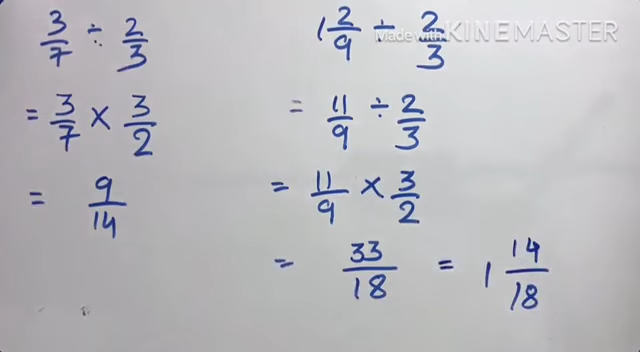 3/7 ÷ 2/3
= 3/7 × 3/2
= 9/14
1 2/9 ÷ 2/3
= 11/9 ÷ 2/3
= 11/9 × 3/2
= 33/18 = 1 14/18
Made with KINEMASTER